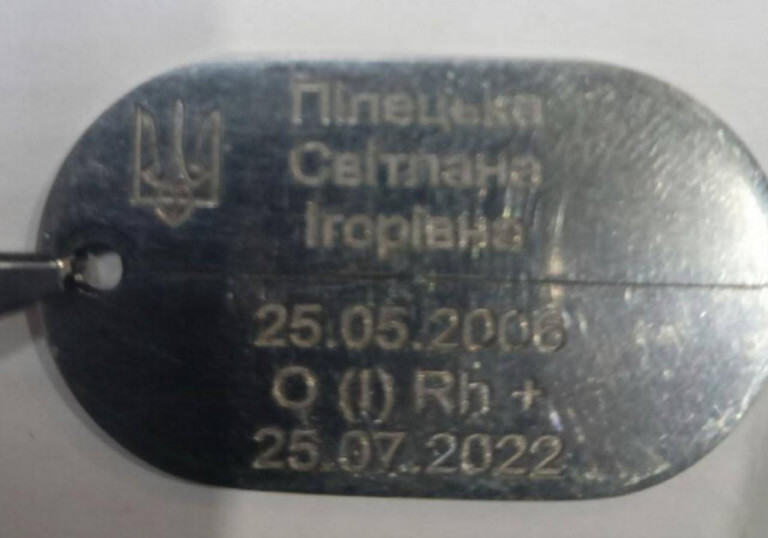 Пілецька
Світлана
Ігорівна
25.05.2006
O (I) Rh +
25.07.2022